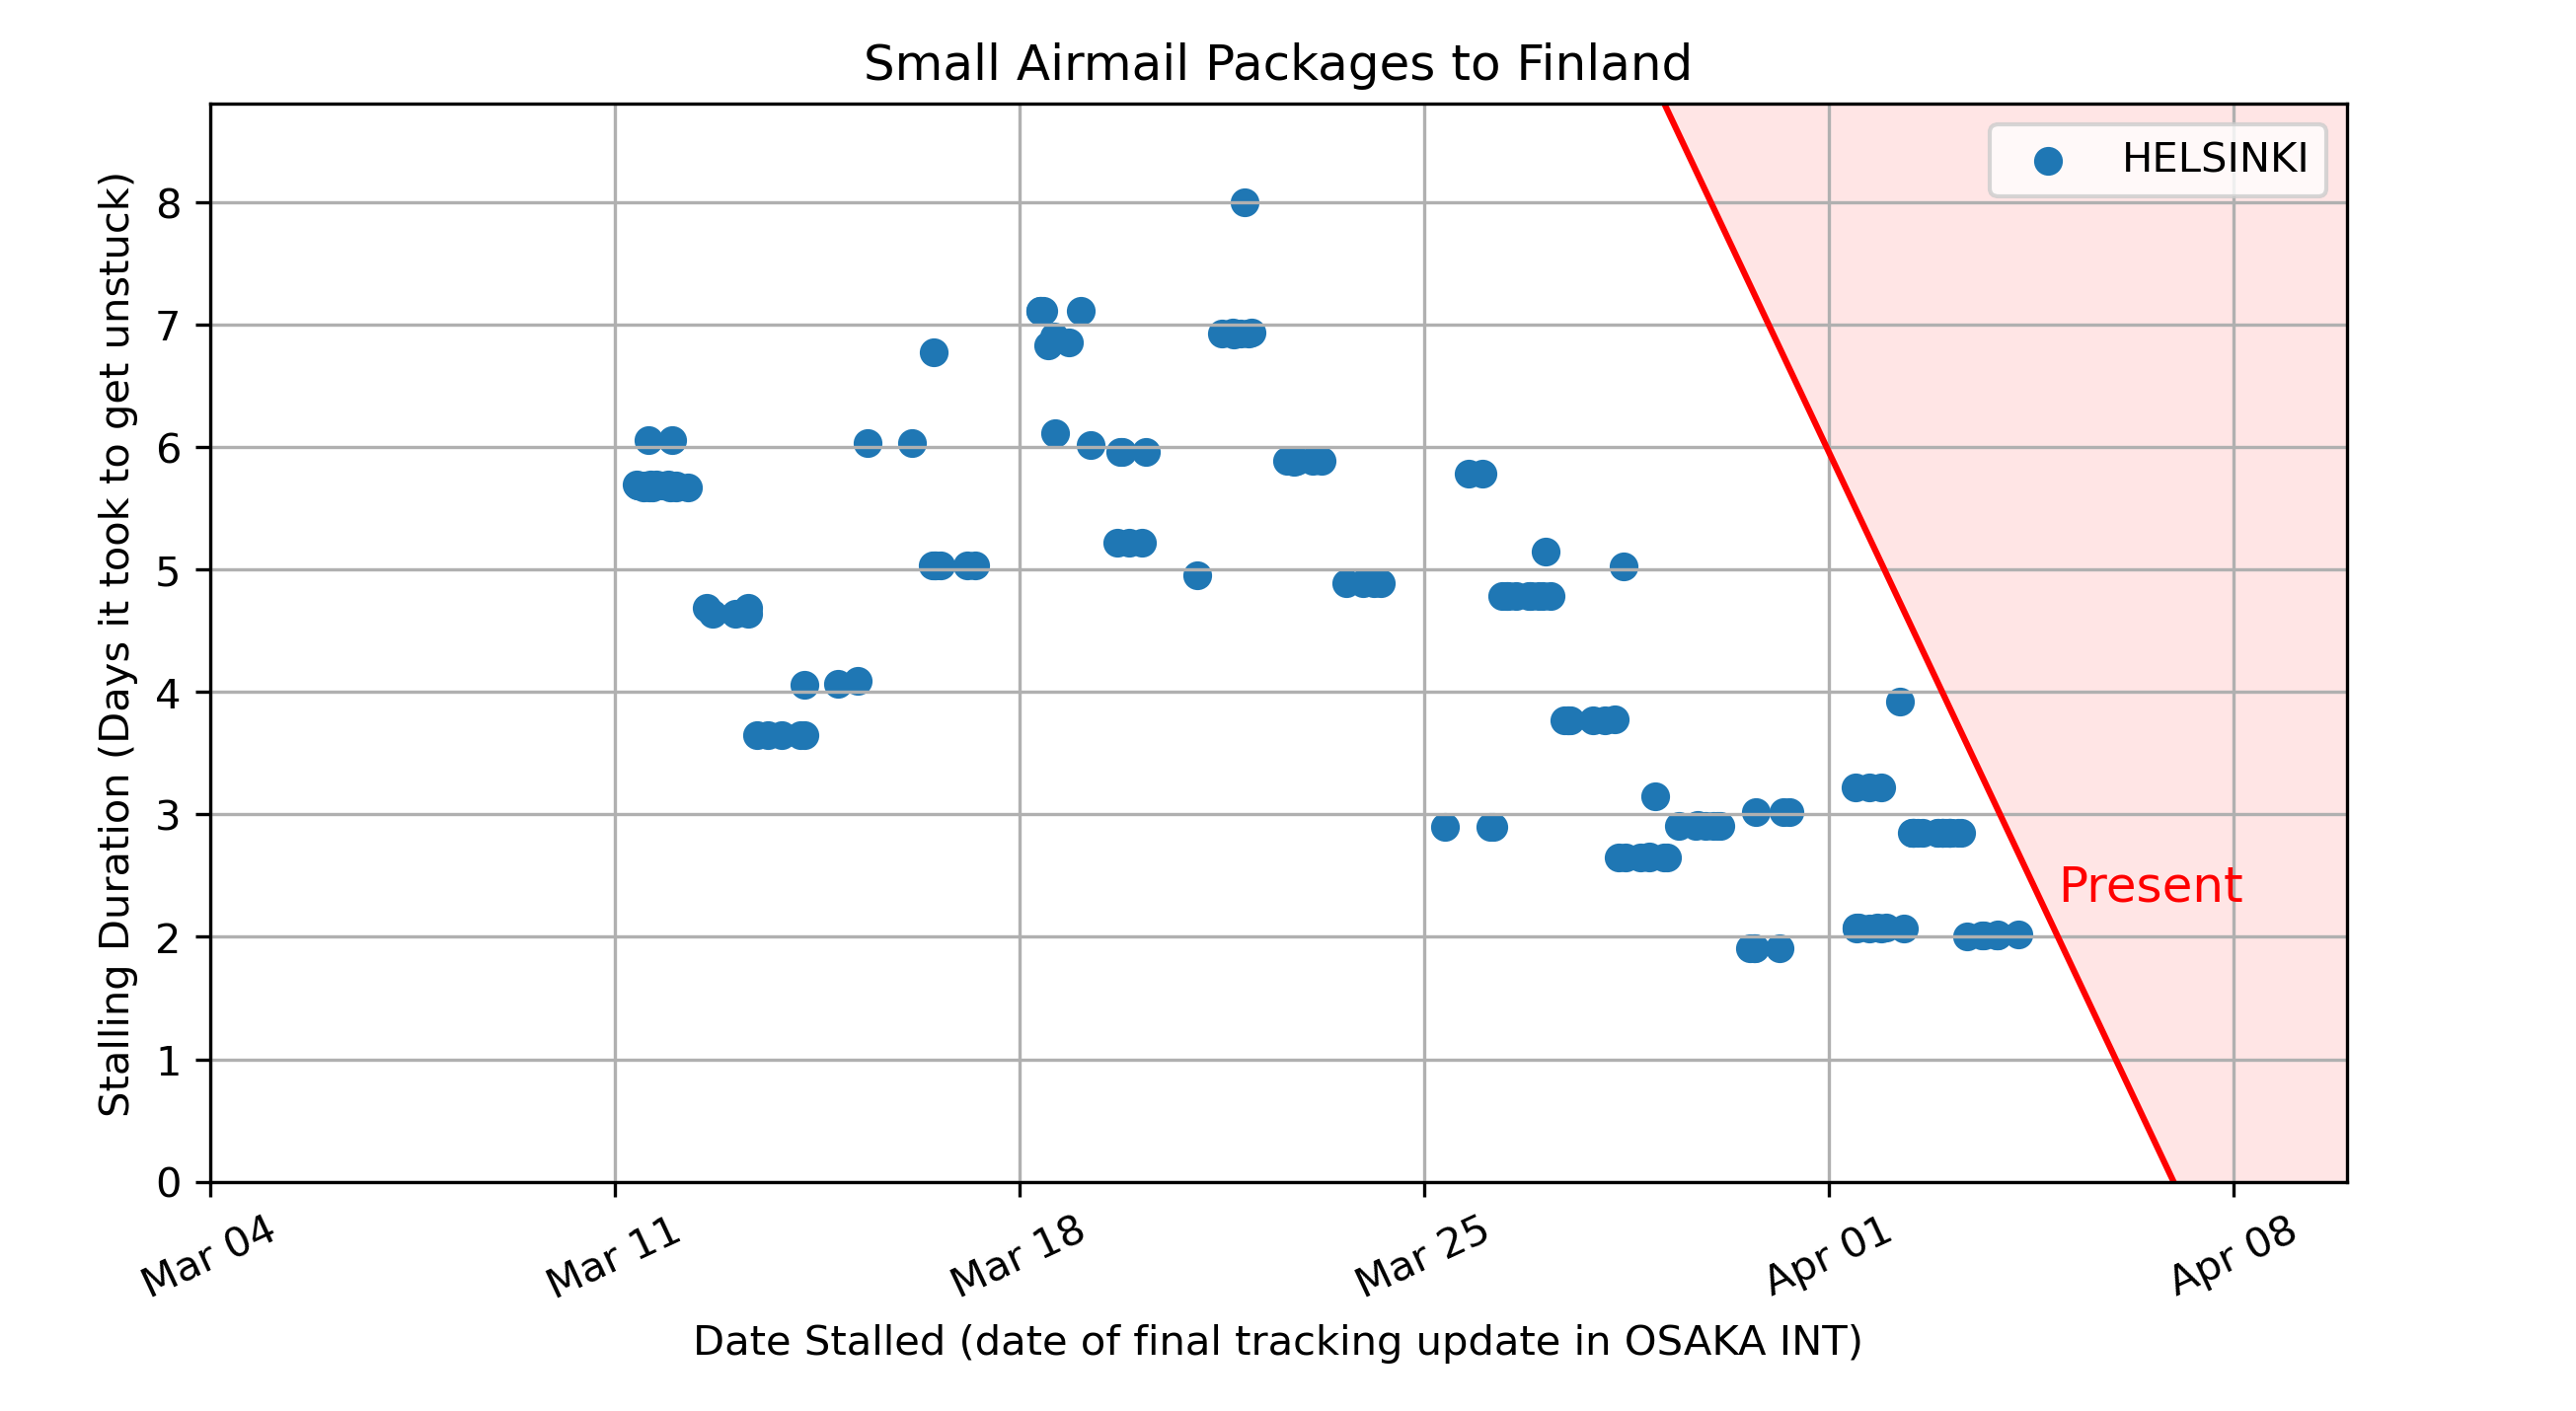 Small Airmail Packages to Finland
HELSINKI
Stalling Duration (Days it took to get unstuck)
8
7
6
5
4
3
2
1
0
Present
Mar 04
Mar 11
Mar 18
Mar 25
Apr 01
Apr 08
Date Stalled (date of final tracking update in OSAKA INT)